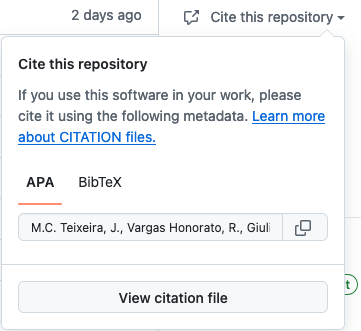 2 days ago
Cite this repository
Cite this repository
If you use this software in your work, please
cite it using the following metadata. Learn more
about CITATION files.
APA BibTeX
M.C. Teixeira, J., Vargas Honorato, R., Giuli
View citation file
t